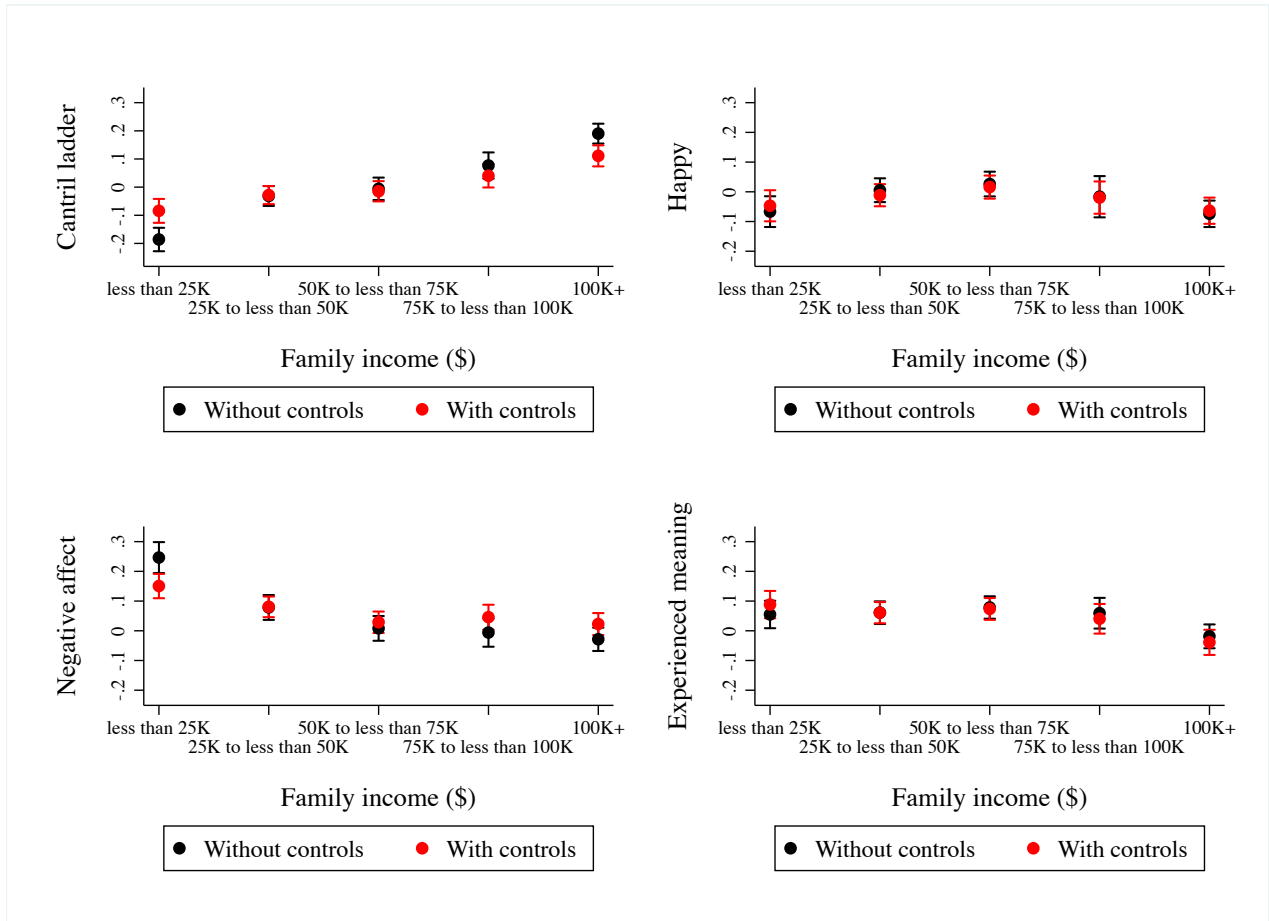 Cantril ladder
.3
.2
.1
0
-.1
-.2
less than 25K
50K to less than 75K
100K+
25K to less than 50K
75K to less than 100K
Family income ($)
Without controls
With controls
Happy
.3
.2
.1
0
-.1
-.2
less than 25K
50K to less than 75K
100K+
25K to less than 50K
75K to less than 100K
Family income ($)
Without controls
With controls
Negative affect
.3
.2
.1
0
-.1
-.2
less than 25K
50K to less than 75K
100K+
25K to less than 50K
75K to less than 100K
Family income ($)
Without controls
With controls
Experienced meaning
.3
.2
.1
0
-.1
-.2
less than 25K
50K to less than 75K
100K+
25K to less than 50K
75K to less than 100K
Family income ($)
Without controls
With controls